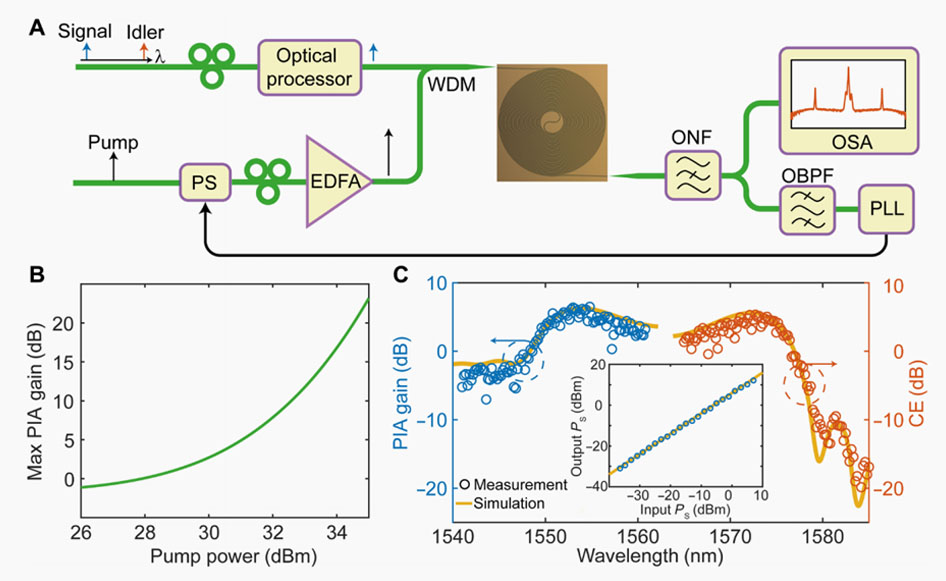 A
Signal
Idler
λ
Optical
processor
WDM
Pump
PS
EDFA
ONF
OSA
OBPF
PLL
B
Max PIA gain (dB)
20
15
10
5
0
26 28 30 32 34
Pump power (dBm)
C
PIA gain (dB)
10
0
−10
−20
1540 1550 1560 1570 1580
Wavelength (nm)
Measurement
Simulation
Output PS (dBm)
20
0
−20
−40
−30 −20 −10 0 10
Input PS (dBm)
10
0
−10
−20
CE (dB)